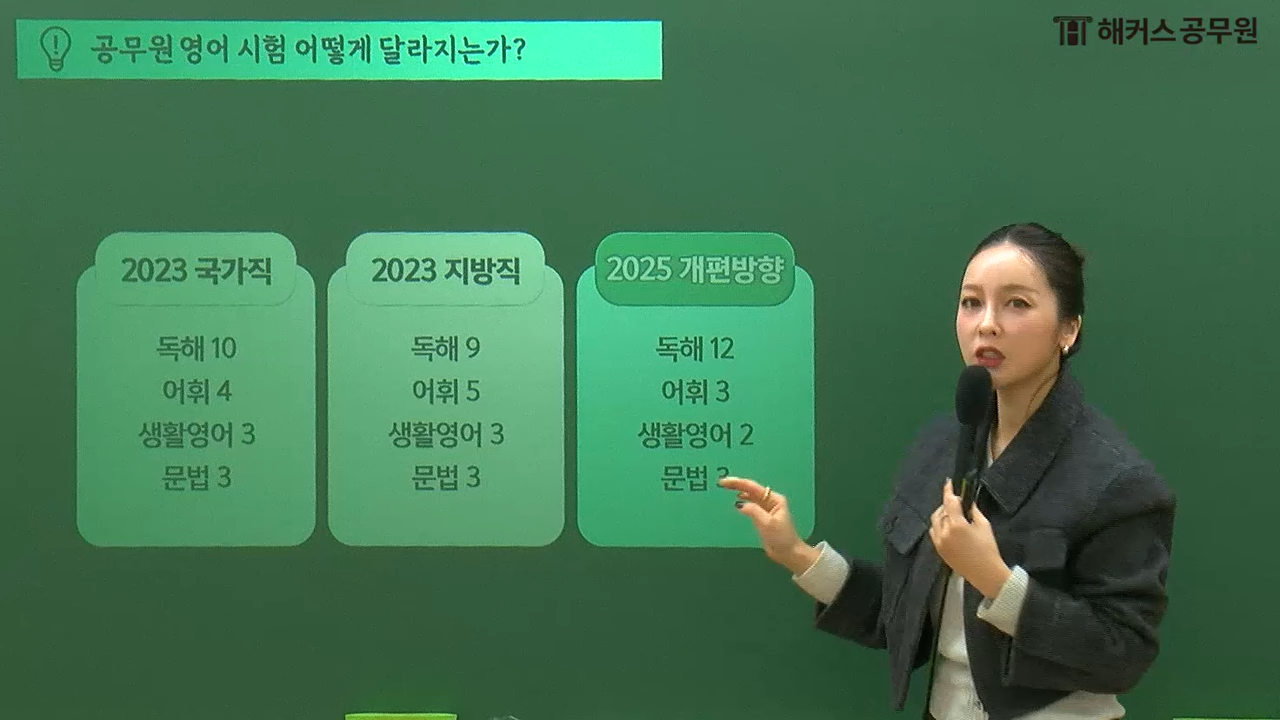 공무원 영어 시험 어떻게 달라지는가?
해커스공무원
2023 국가직
독해 10
어휘 4
생활영어 3
문법 3
2023 지방직
독해 9
어휘 5
생활영어 3
문법 3
2025 개편방향
독해 12
어휘 3
생활영어 2
문법 3